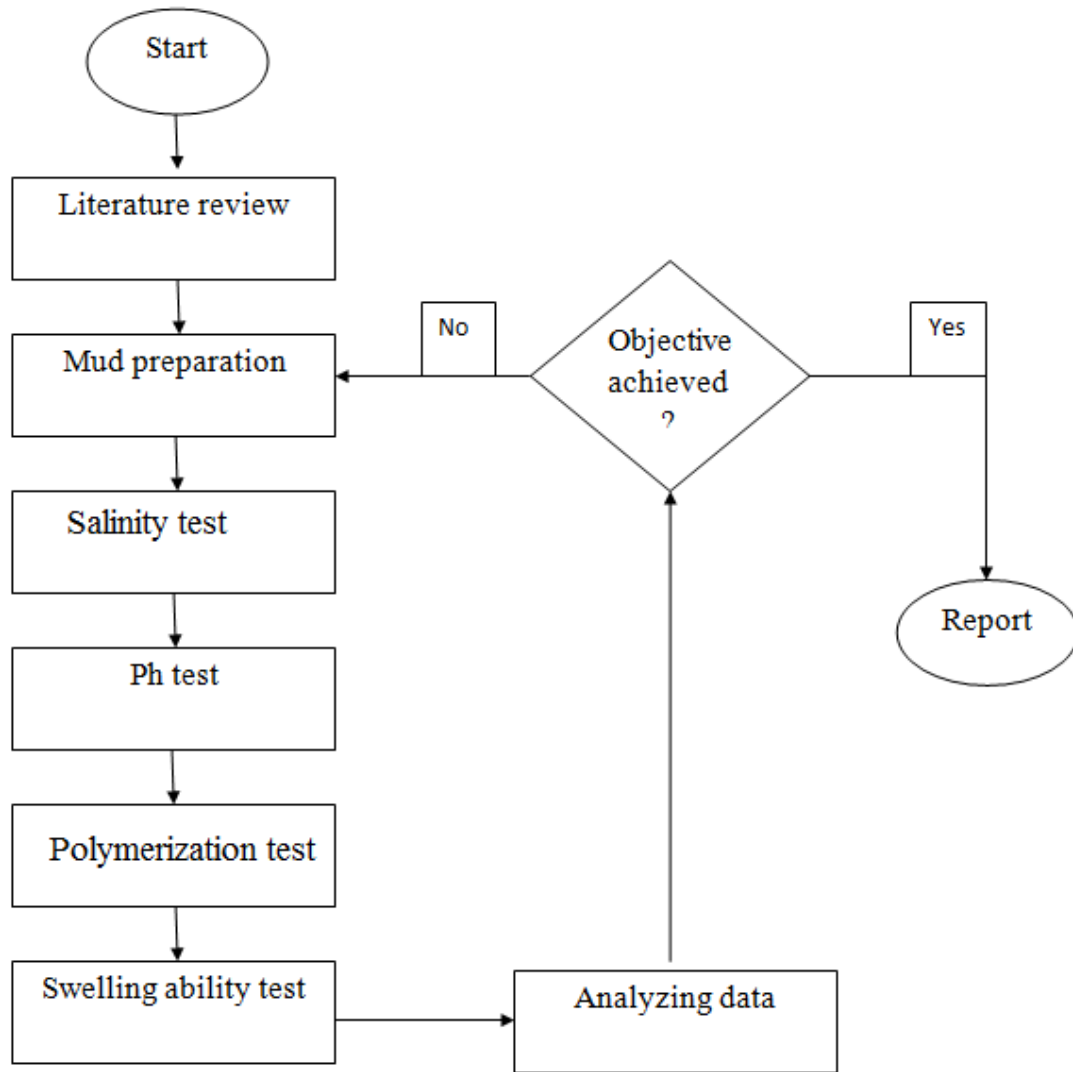 Start
Literature review
Mud preparation
Salinity test
Ph test
Polymerization test
Swelling ability test
Analyzing data
Objective
achieved
?
No
Yes
Report